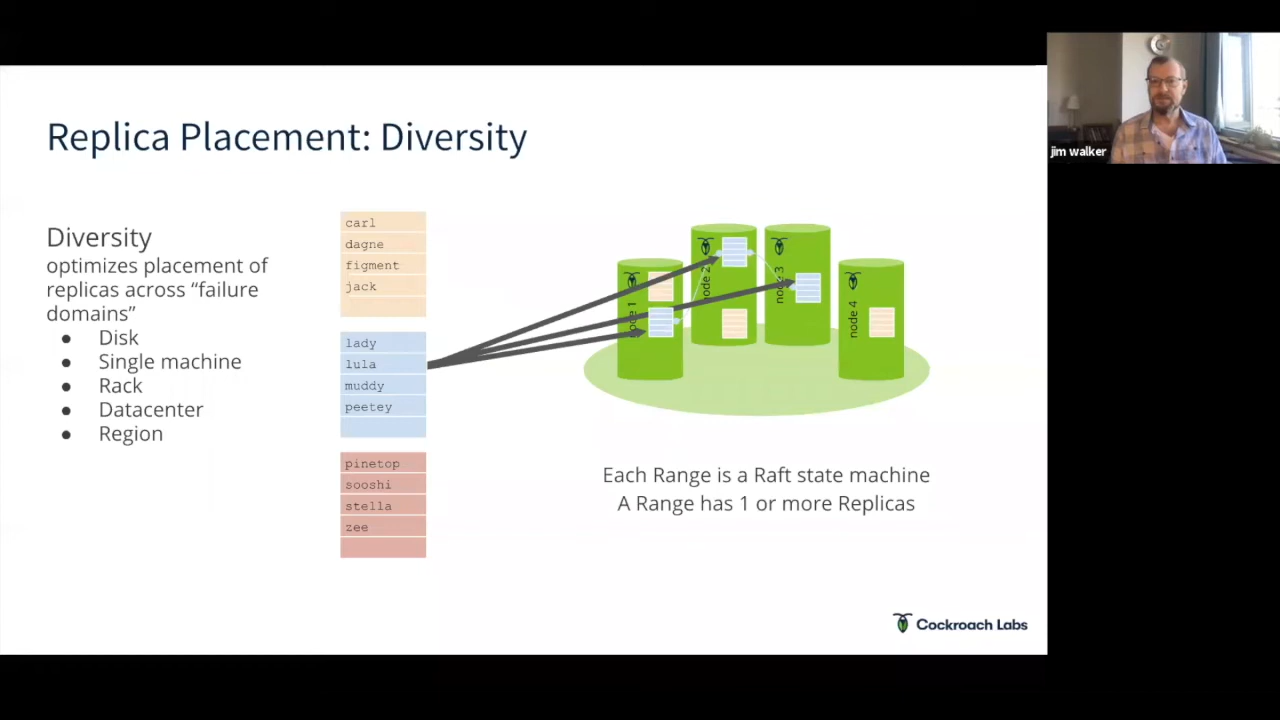 Replica Placement: Diversity
jim walker
Diversity
optimizes placement of
replicas across “failure
domains”
● Disk
● Single machine
● Rack
● Datacenter
● Region
carl
dagne
figment
jack
lady
lula
muddy
peetey
pinetop
sooshi
stella
zee
node 1
node 2
node 3
node 4
Each Range is a Raft state machine
A Range has 1 or more Replicas
Cockroach Labs